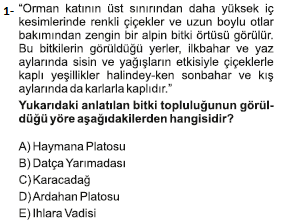 1- "Orman katının üst sınırından daha yüksek iç
kesimlerinde renkli çiçekler ve uzun boylu otlar
bakımından zengin bir alpin bitki örtüsü görülür.
Bu bitkilerin görüldüğü yerler, ilkbahar ve yaz
aylarında sisin ve yağışların etkisiyle çiçeklerle
kaplı yeşillikler halindey-ken sonbahar ve kış
aylarında da karlarla kaplıdır."
Yukarıdaki anlatılan bitki topluluğunun görül-
düğü yöre aşağıdakilerden hangisidir?
A) Haymana Platosu
B) Datça Yarımadası
C) Karacadağ
D) Ardahan Platosu
E) Ihlara Vadisi